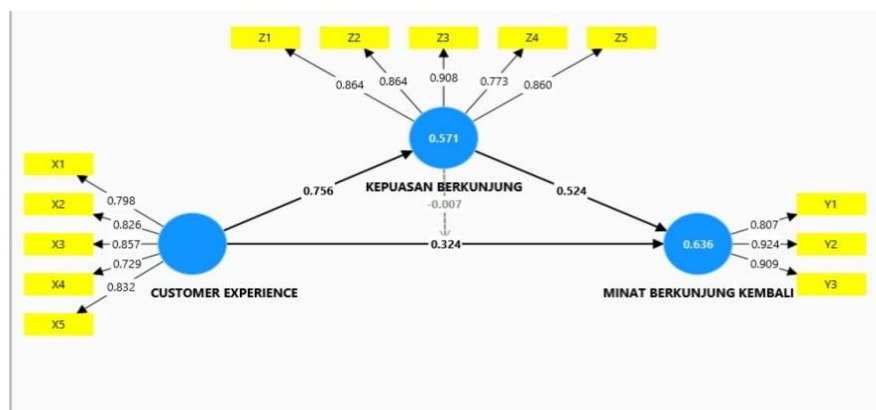 Z1 Z2 Z3 Z4 Z5
0.864 0.864 0.908 0.773 0.860
0.571
KEPUASAN BERKUNJUNG
0.756
-0.007
0.524
X1
0.798
X2
0.826
X3
0.857
X4
0.729
X5
0.832
CUSTOMER EXPERIENCE
0.324
0.636
MINAT BERKUNJUNG KEMBALI
Y1
0.807
Y2
0.924
Y3
0.909